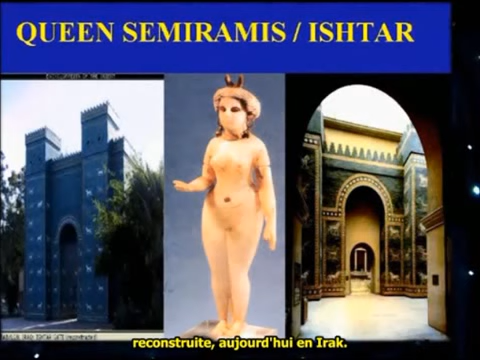 QUEEN SEMIRAMIS / ISHTAR
reconstruite, aujourd'hui en Irak.